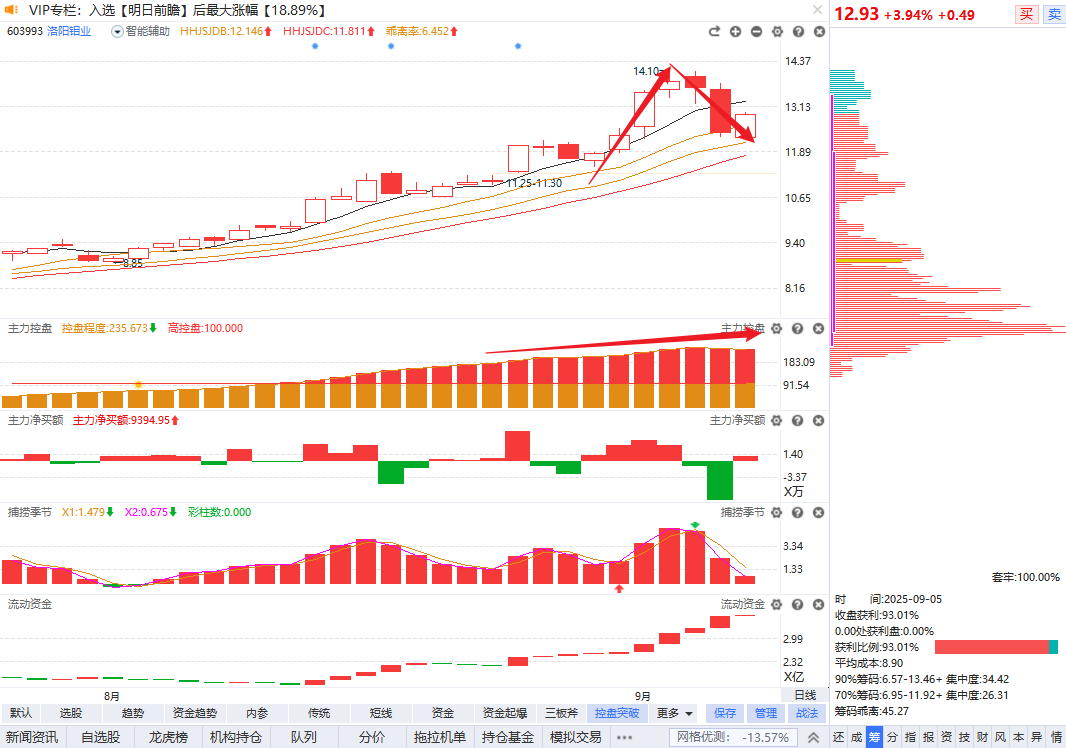 VIP专栏：入选【明日前瞻】后最大涨幅【18.89%】
12.93 +3.94% +0.49 买 卖
603993 洛阳钼业 智能辅助 HHJSJDB:12.146 HHJSJDC:11.811 乖离率:6.452
14.37
14.10
13.13
11.89
11.25-11.30
10.65
9.40
8.85
8.16
主力控盘 控盘程度:235.673 高控盘:100.000 主力控盘
183.09
91.54
主力净买额 主力净买额:9394.95 主力净买额
1.40
-3.37
X万
捕捞季节 X1:1.479 X2:0.675 彩柱数:0.000 捕捞季节
3.34
1.33
流动资金 流动资金
2.99
2.32
X亿
8月 9月 日线
套牢:100.00%
时 间:2025-09-05
收盘获利:93.01%
0.00处获利盘:0.00%
获利比例:93.01%
平均成本:8.90
90%筹码:6.57-13.46+ 集中度:34.42
70%筹码:6.95-11.92+ 集中度:26.31
筹码乖离:45.27
默认 选股 趋势 资金趋势 内参 传统 短线 资金 资金起爆 三板斧 控盘突破 更多 保存 管理 战法
新闻资讯 自选股 龙虎榜 机构持仓 队列 分价 拖拉机单 持仓基金 模拟交易 ••• 网格优测： -13.57% 还 成 筹 分 指 报 资 技 财 风 本 异 情